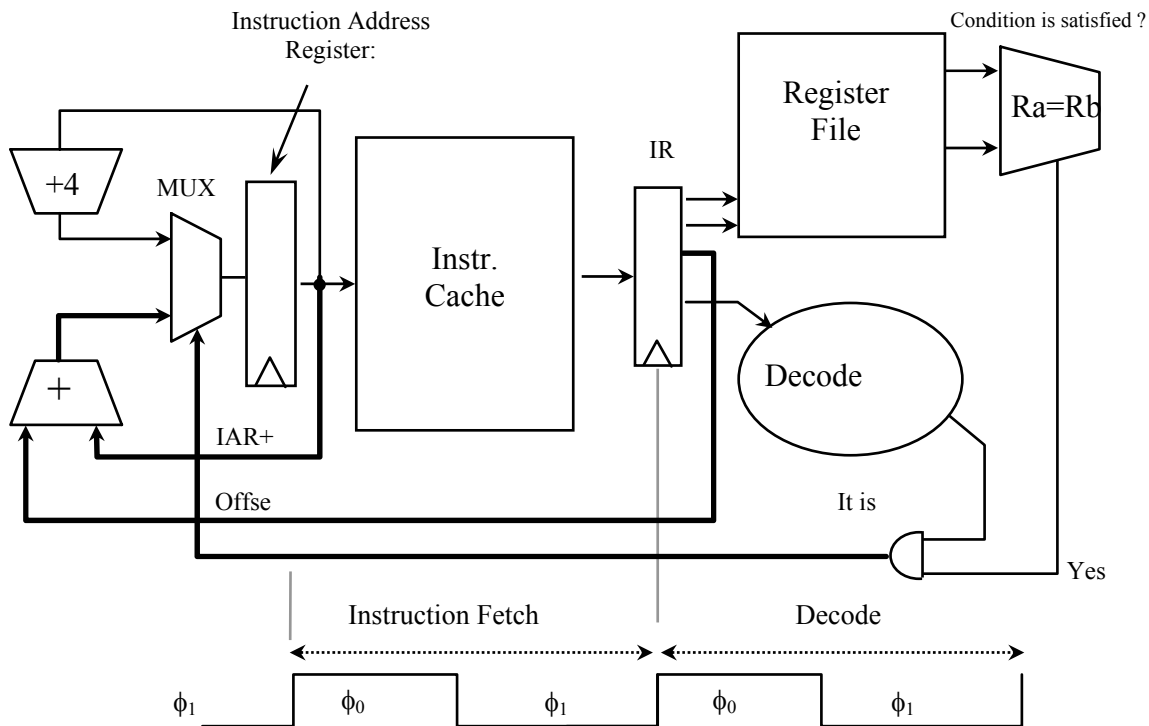 Condition is satisfied ?
Instruction Address
Register:
Register
File
Ra=Rb
+4
MUX
IR
Instr.
Cache
Decode
+
IAR+
Offse
It is
Yes
Instruction Fetch
Decode
ϕ₁
ϕ₀
ϕ₁
ϕ₀
ϕ₁